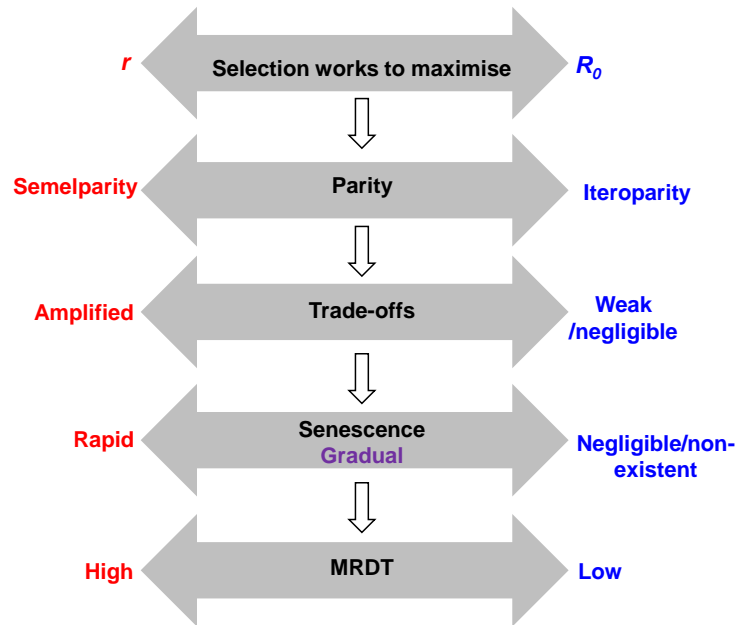 r
Selection works to maximise
R0
Semelparity
Parity
Iteroparity
Amplified
Trade-offs
Weak
/negligible
Rapid
Senescence
Gradual
Negligible/non-
existent
High
MRDT
Low